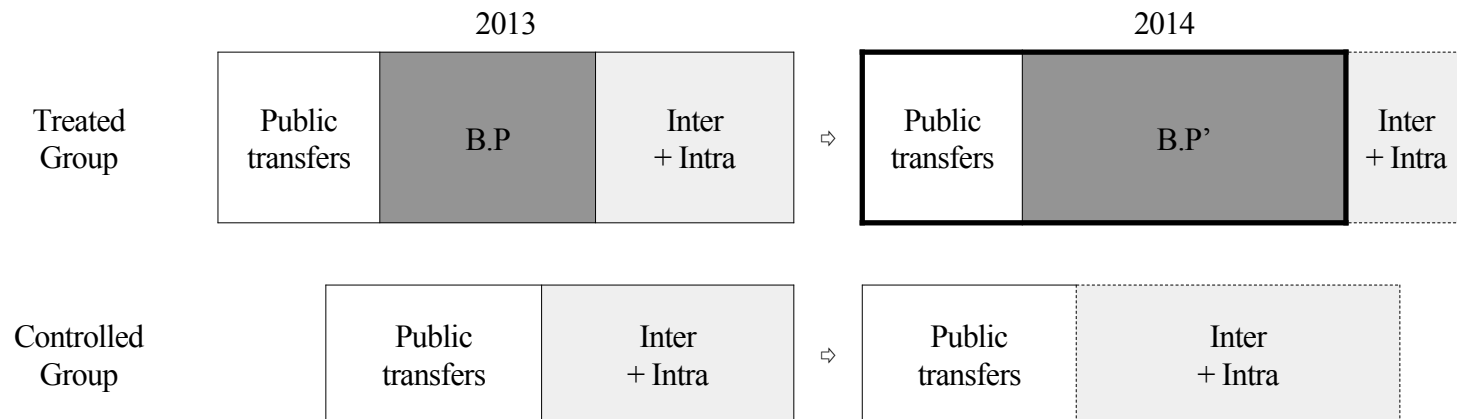 2013
2014
Treated
Group
Public
transfers
B.P
Inter
+ Intra
⇨
Public
transfers
B.P’
Inter
+ Intra
Controlled
Group
Public
transfers
Inter
+ Intra
⇨
Public
transfers
Inter
+ Intra